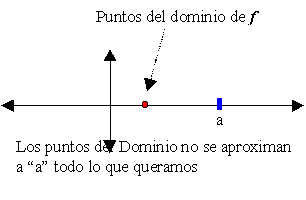 Puntos del dominio de f
a
Los puntos del Dominio no se aproximan
a "a" todo lo que queramos